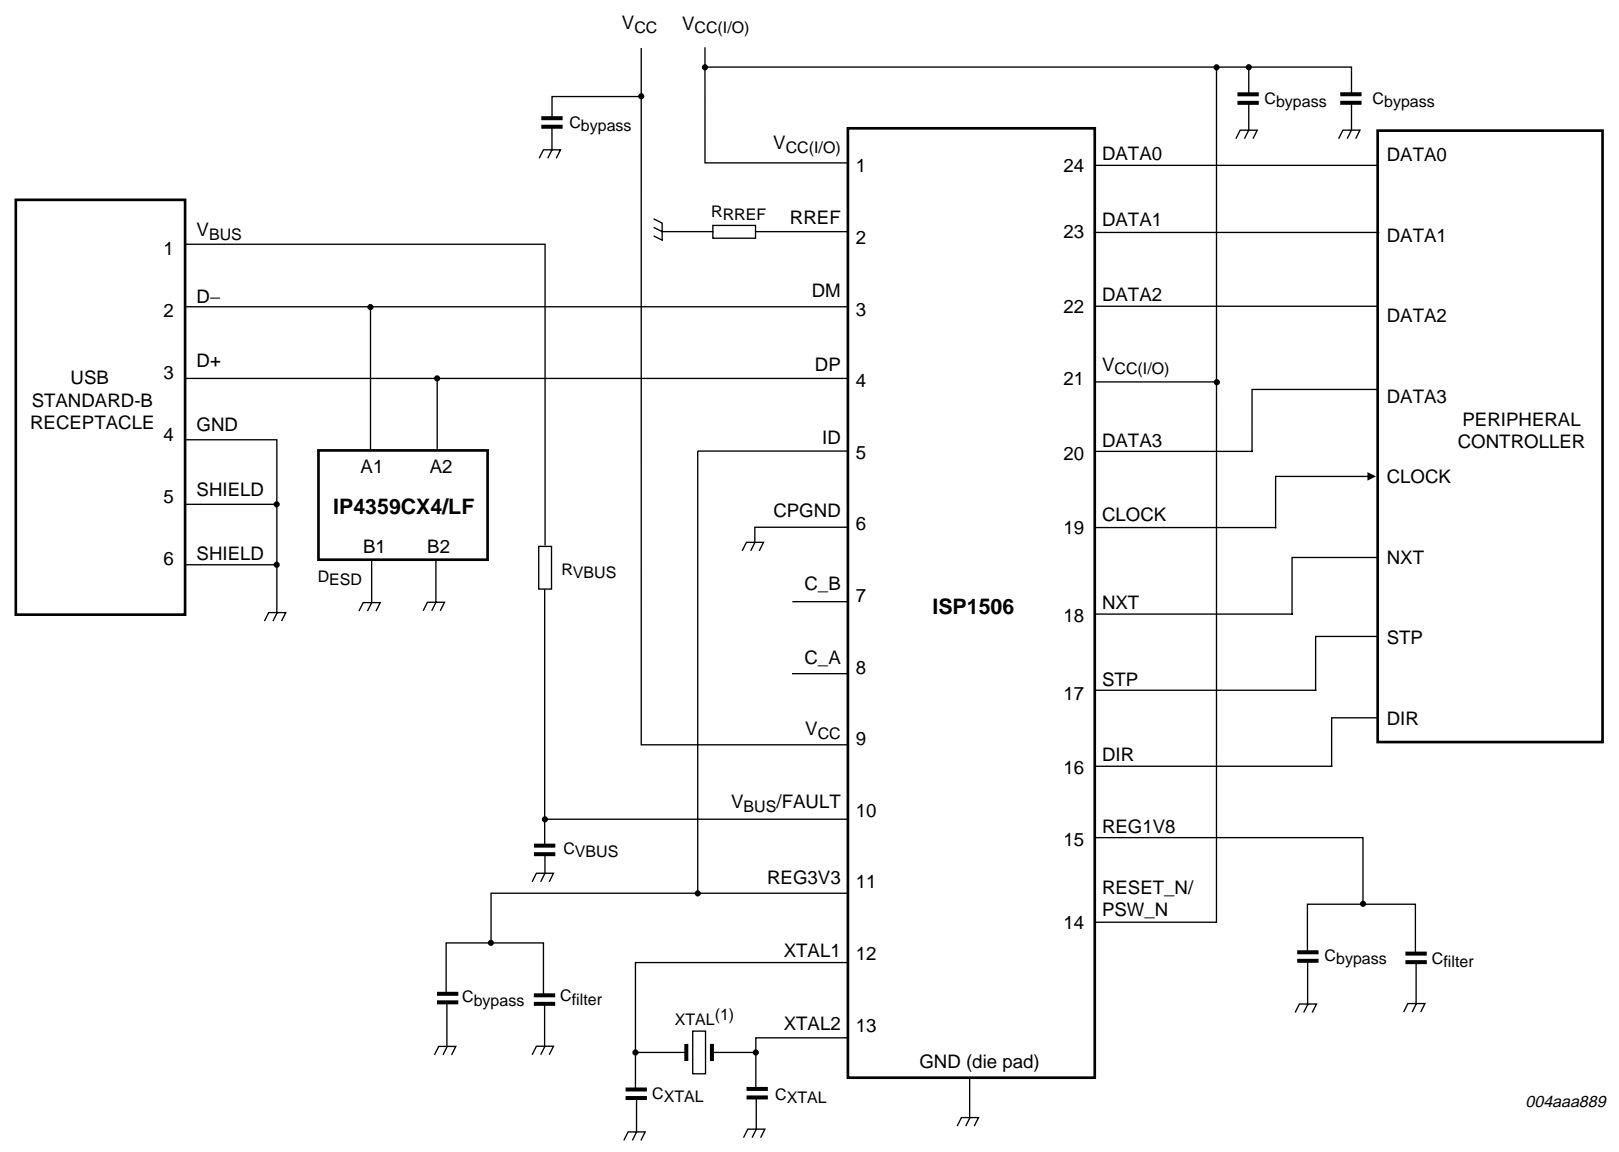 VCC
VCC(I/O)
Cbypass
Cbypass
Cbypass
USB
STANDARD-B
RECEPTACLE
1
VBUS
2
D−
3
D+
4
GND
5
SHIELD
6
SHIELD
A1
A2
IP4359CX4/LF
B1
B2
DESD
RVBUS
CVBUS
RRREF
VCC(I/O)
1
RREF
2
DM
3
DP
4
ID
5
CPGND
6
C_B
7
C_A
8
VCC
9
VBUS/FAULT
10
REG3V3
11
XTAL1
12
XTAL2
13
Cbypass
Cfilter
XTAL(1)
CXTAL
CXTAL
ISP1506
GND (die pad)
24
DATA0
23
DATA1
22
DATA2
21
VCC(I/O)
20
DATA3
19
CLOCK
18
NXT
17
STP
16
DIR
15
REG1V8
RESET_N/
PSW_N
14
Cbypass
Cfilter
DATA0
DATA1
DATA2
DATA3
PERIPHERAL
CONTROLLER
CLOCK
NXT
STP
DIR
004aaa889